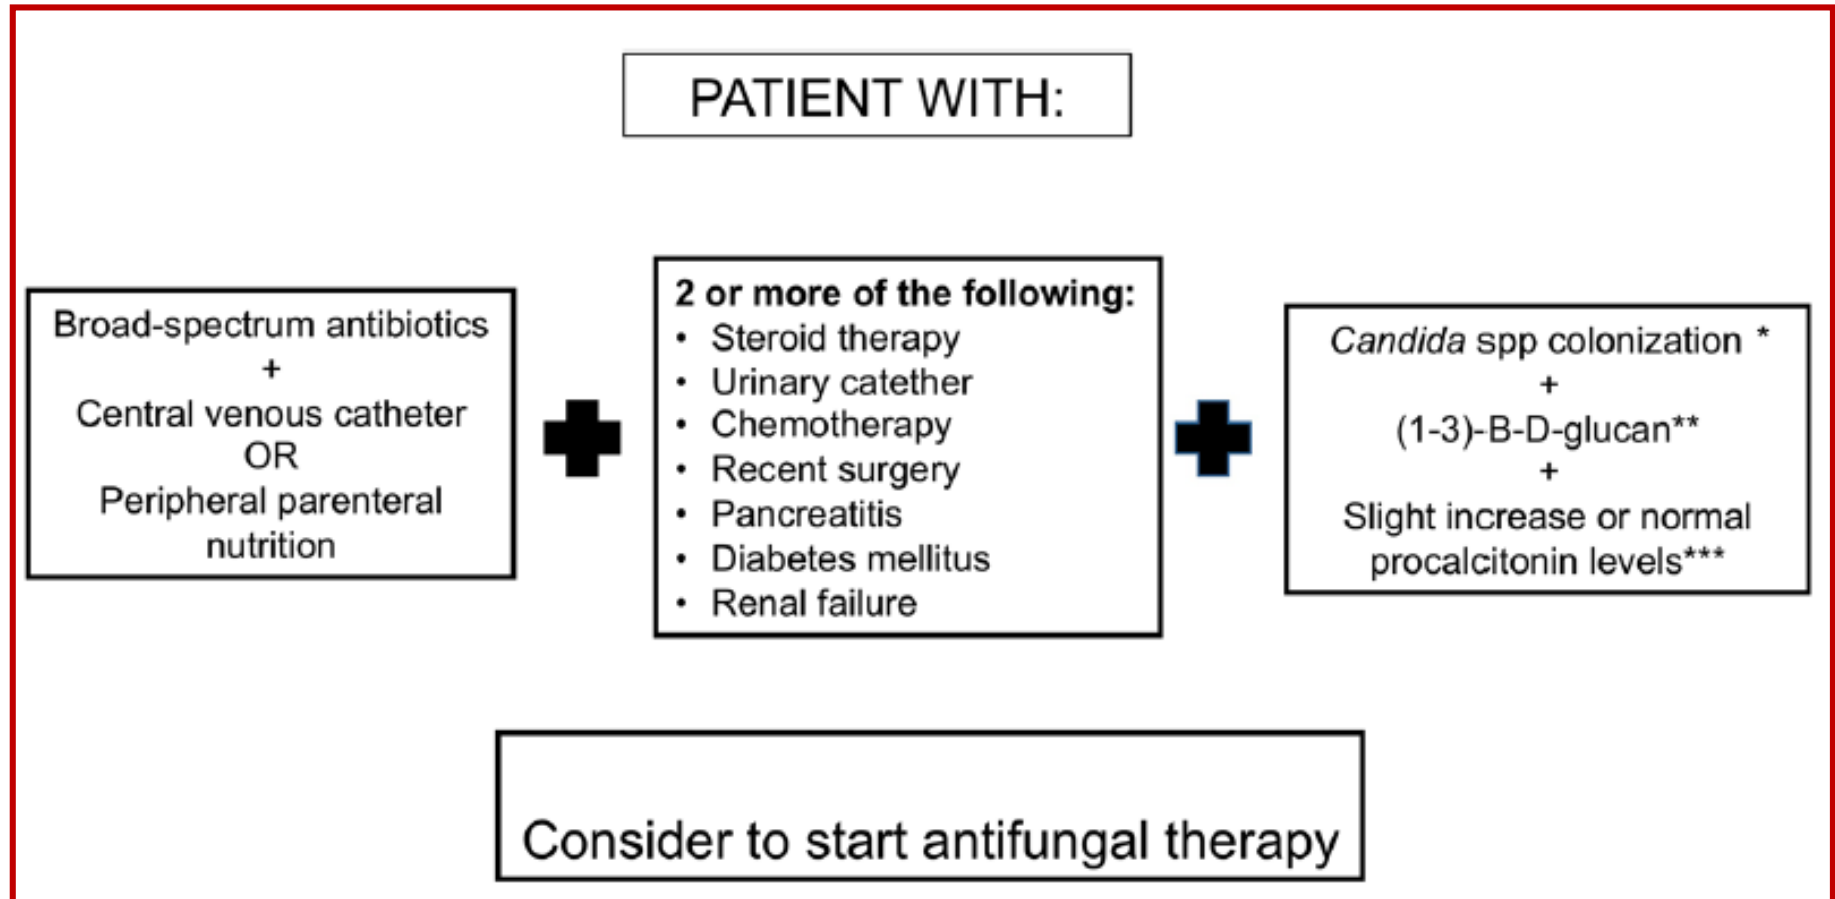 PATIENT WITH:
Broad-spectrum antibiotics
+
Central venous catheter
OR
Peripheral parenteral
nutrition
2 or more of the following:
• Steroid therapy
• Urinary catether
• Chemotherapy
• Recent surgery
• Pancreatitis
• Diabetes mellitus
• Renal failure
Candida spp colonization *
+
(1-3)-B-D-glucan**
+
Slight increase or normal
procalcitonin levels***
Consider to start antifungal therapy